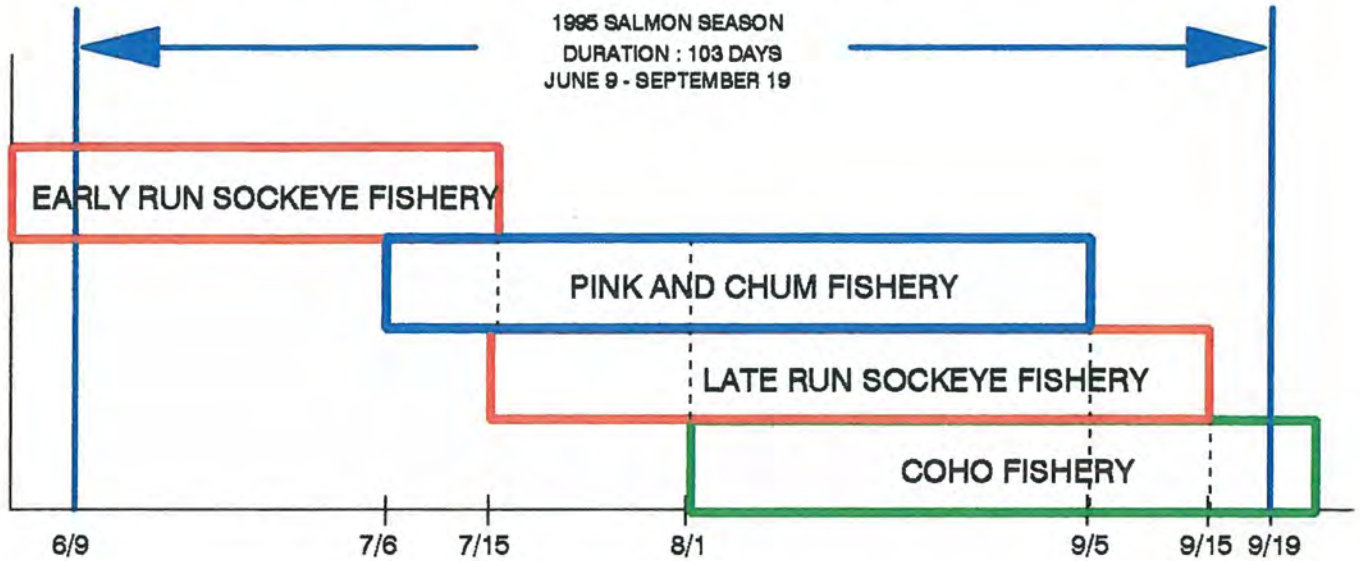 1995 SALMON SEASON
DURATION : 103 DAYS
JUNE 9 - SEPTEMBER 19
EARLY RUN SOCKEYE FISHERY
PINK AND CHUM FISHERY
LATE RUN SOCKEYE FISHERY
COHO FISHERY
6/9 7/6 7/15 8/1 9/5 9/15 9/19